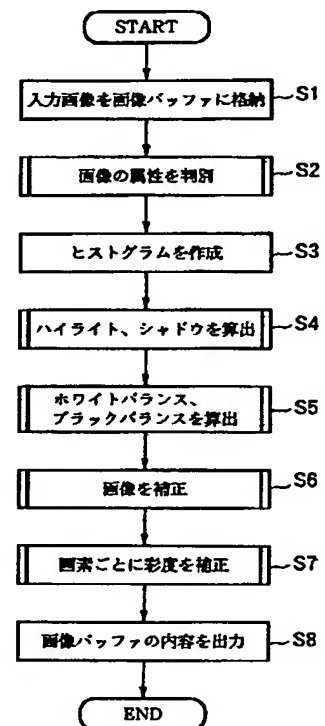 START
入力画像を画像バッファに格納
S1
画像の属性を判別
S2
ヒストグラムを作成
S3
ハイライト、シャドウを算出
S4
ホワイトバランス、
ブラックバランスを算出
S5
画像を補正
S6
画素ごとに彩度を補正
S7
画像バッファの内容を出力
S8
END